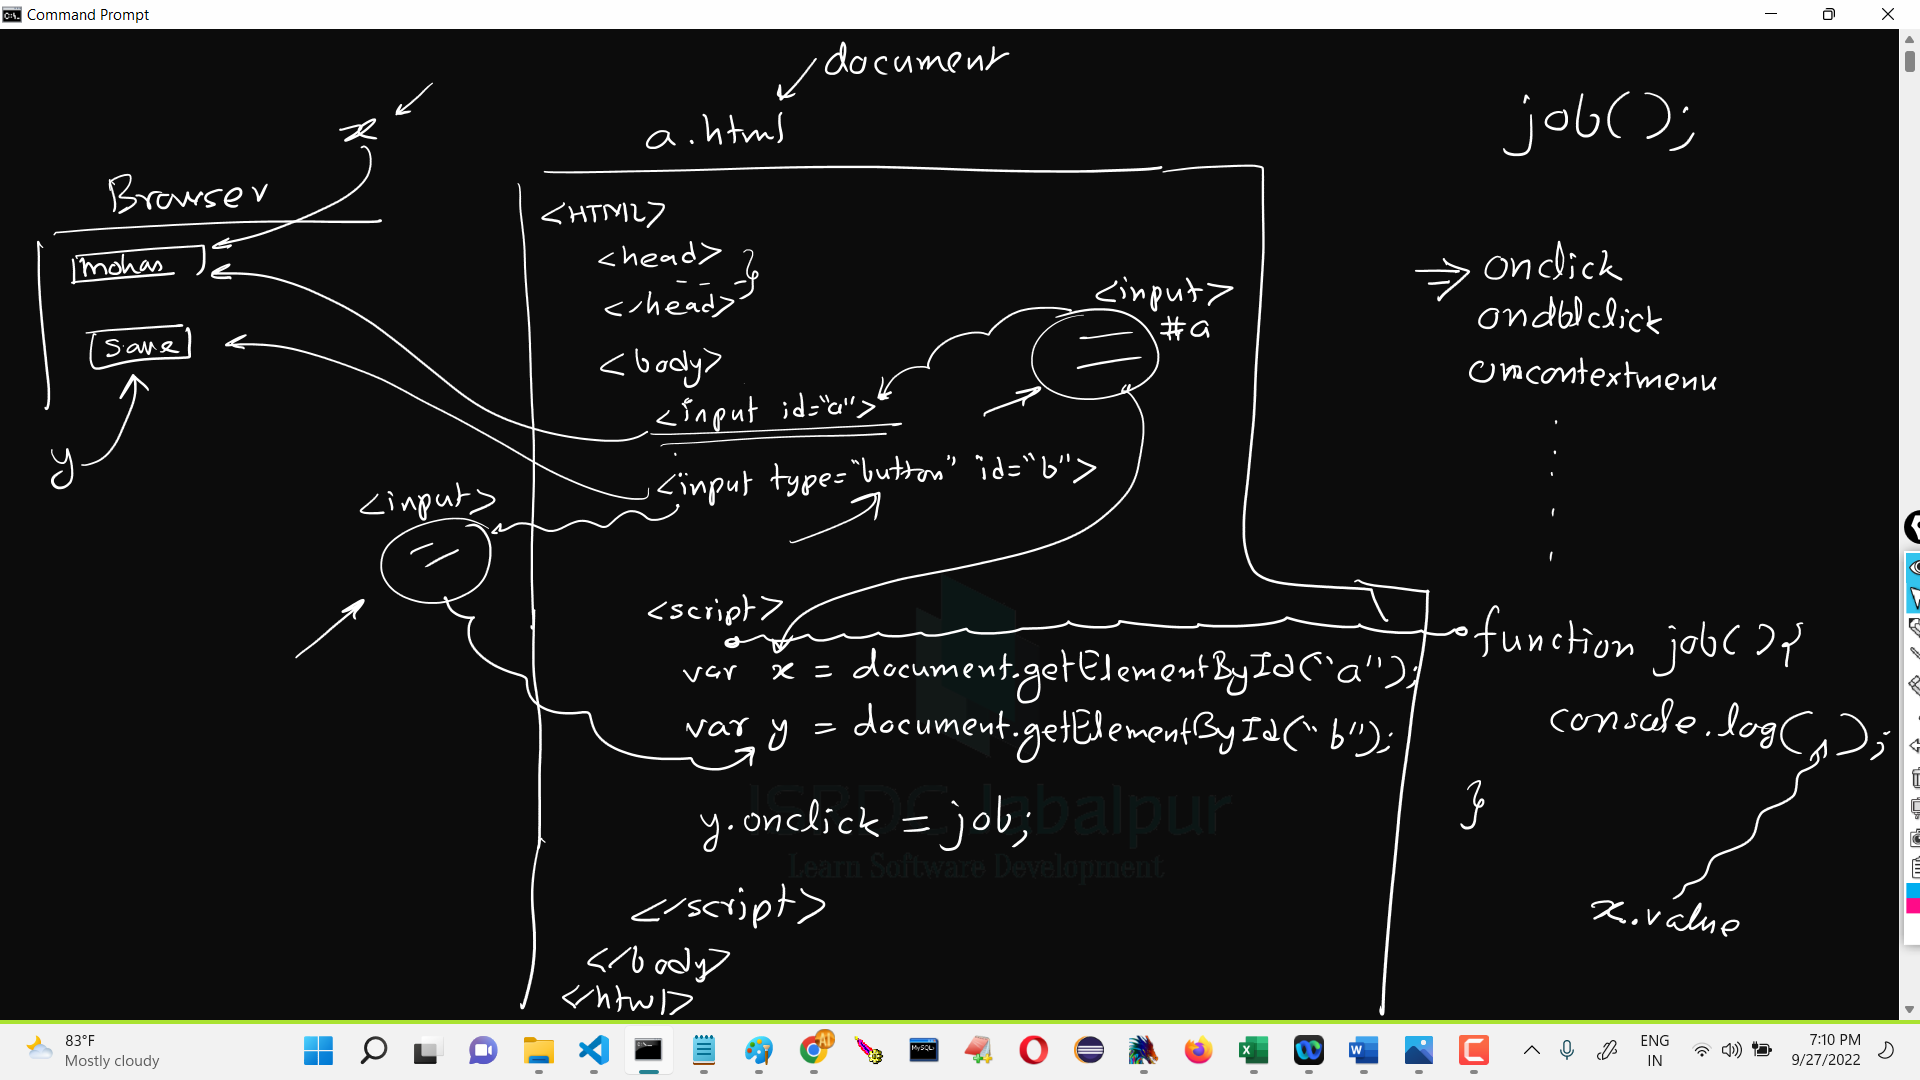 Command Prompt
document
a.html
x
Browser
mohan
save
y
<input>
<HTML>
<head>
- - -
</head>
<body>
<input id="a">
<input type="button" id="b">
<input>
#a
<script>
var x = document.getElementById("a");
var y = document.getElementById("b");
y.onclick = job;
Jabalpur
Learn Software Development
</script>
</body>
</html>
job();
onclick
ondblclick
oncontextmenu
function job(){
console.log( );
}
x.value
83°F
Mostly cloudy
ENG
IN
7:10 PM
9/27/2022